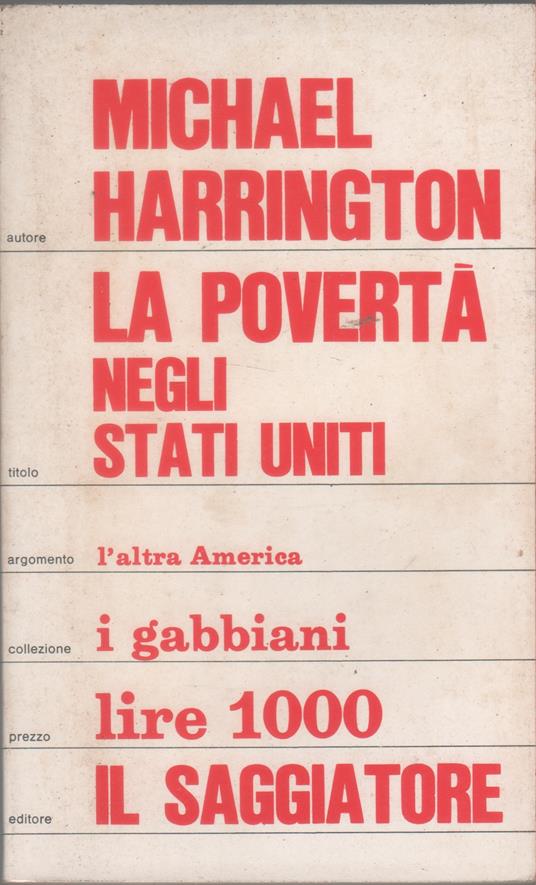 MICHAEL
autore HARRINGTON
LA POVERTÀ
NEGLI
titolo STATI UNITI
argomento l'altra America
collezione i gabbiani
prezzo lire 1000
editore IL SAGGIATORE